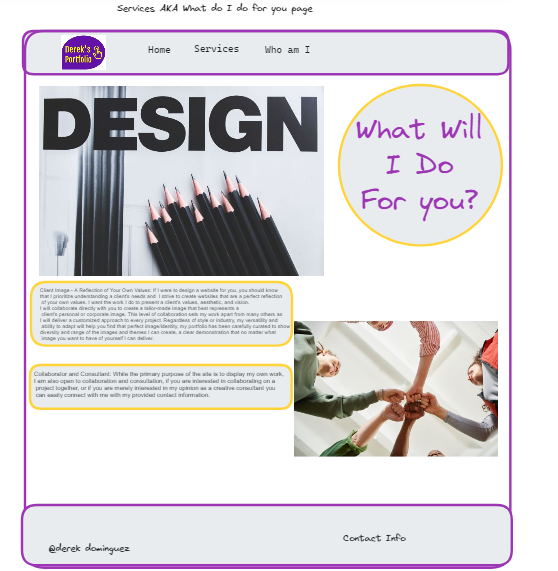 Services AKA What do I do for you page
Derek's
Portfolio
Home Services Who am I
DESIGN
What Will
I Do
For you?
Client Image - A Reflection of Your Own Values: If I were to design a website for you, you should know
that I prioritize understanding a client's needs and I strive to create websites that are a perfect reflection
of your own values. I want the work I do to present a client's values, aesthetic, and vision.
I will collaborate directly with you to create a tailor-made image that best represents a
client's personal or corporate image. This level of collaboration sets my work apart from many others as
I will deliver a customized approach to every project. Regardless of style or industry, my versatility and
ability to adapt will help you find that perfect image/identity, my portfolio has been carefully curated to show
diversity and range of the images and themes I can create, a clear demonstration that no matter what
image you want to have of yourself I can deliver.
Collaborator and Consultant: While the primary purpose of the site is to display my own work,
I am also open to collaboration and consultation, if you are interested in collaborating on a
project together, or if you are merely interested in my opinion as a creative consultant you
can easily connect with me with my provided contact information.
Contact Info
@derek dominguez